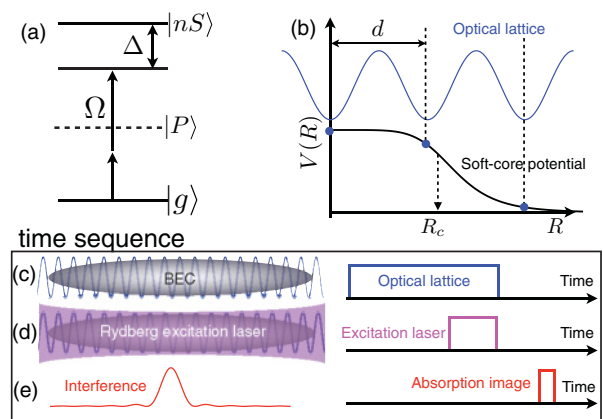 (a)
|nS⟩
Δ
Ω
|P⟩
|g⟩
(b)
d
Optical lattice
V(R)
Soft-core potential
R_c
R
time sequence
(c)
BEC
Optical lattice
Time
(d)
Rydberg excitation laser
Excitation laser
Time
(e)
Interference
Absorption image
Time